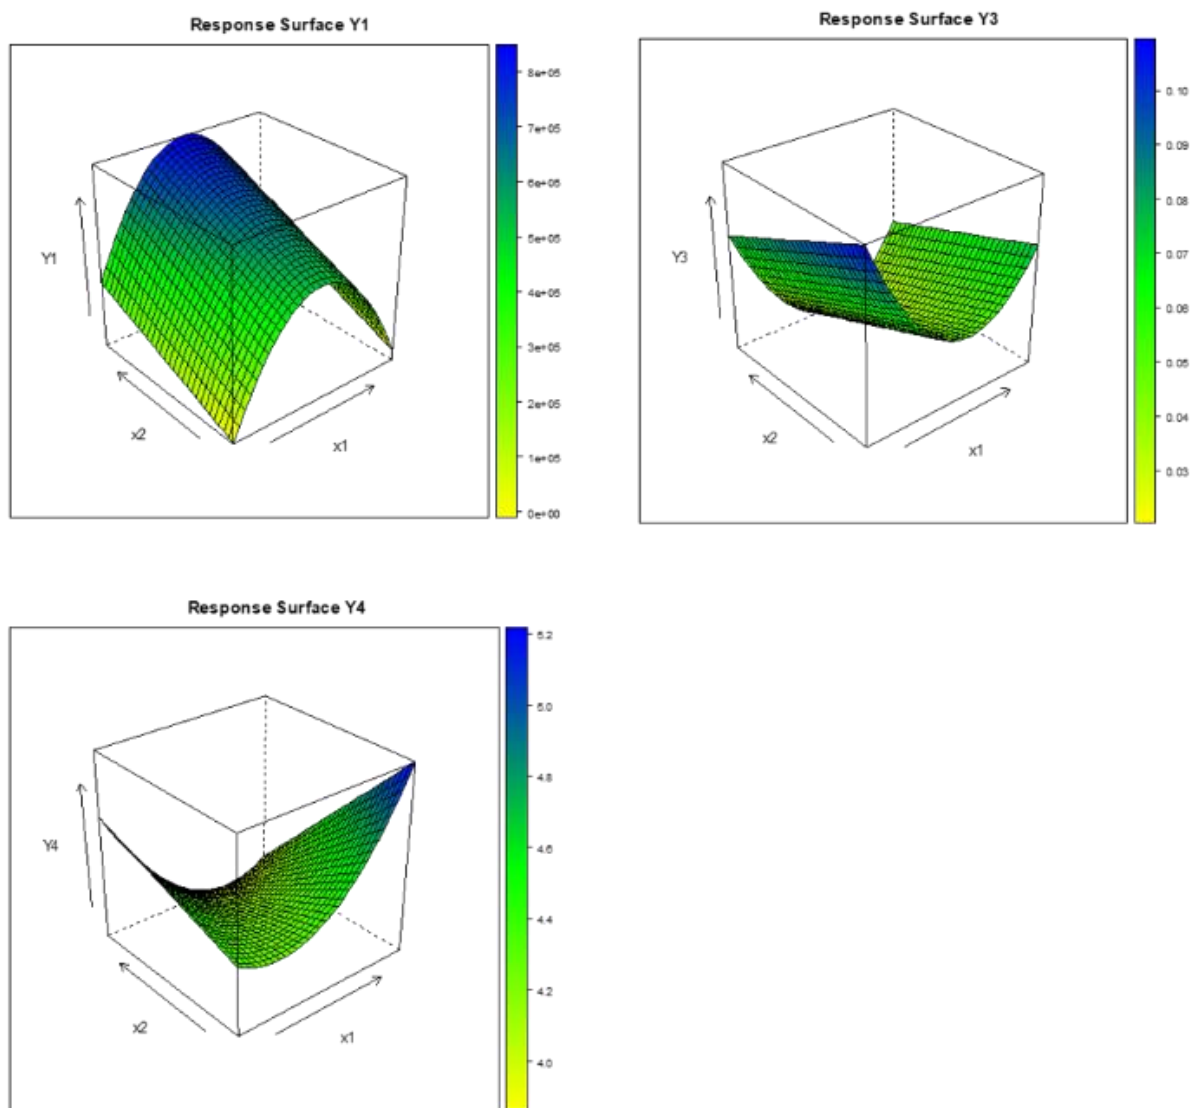 Response Surface Y1
8e+05
7e+05
6e+05
5e+05
4e+05
3e+05
2e+05
1e+05
0e+00
Y1
x2
x1
Response Surface Y3
0.10
0.09
0.08
0.07
0.06
0.05
0.04
0.03
Y3
x2
x1
Response Surface Y4
5.2
5.0
4.8
4.6
4.4
4.2
4.0
Y4
x2
x1